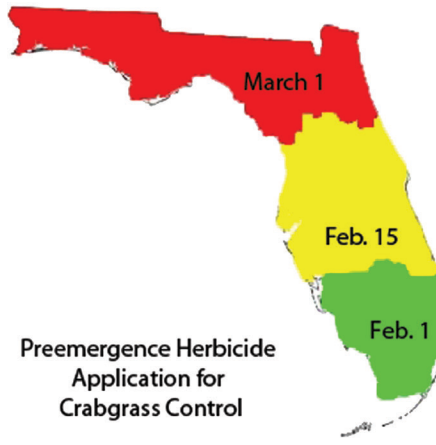 March 1
Feb. 15
Feb. 1
Preemergence Herbicide
Application for
Crabgrass Control